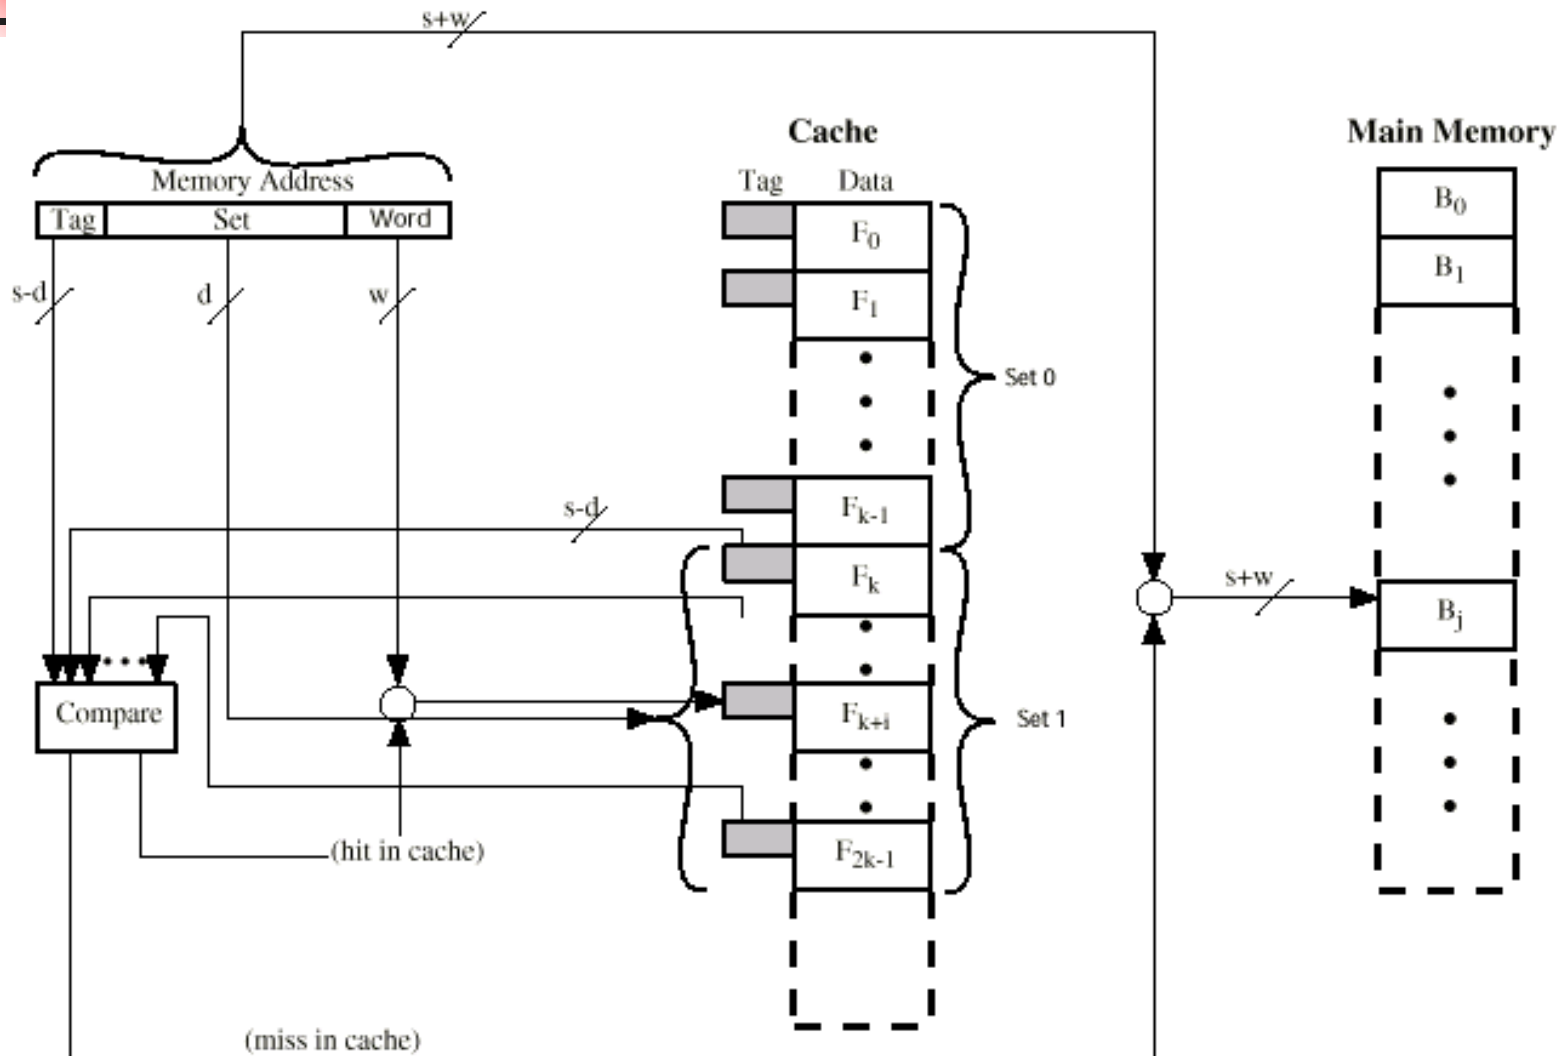 s+w
Cache
Main Memory
Memory Address
Tag Data
Tag Set Word
B0
F0
B1
s-d d w
F1
Set 0
Fk-1
s-d
Fk
s+w
Bj
Compare
Fk+i
Set 1
(hit in cache)
F2k-1
(miss in cache)